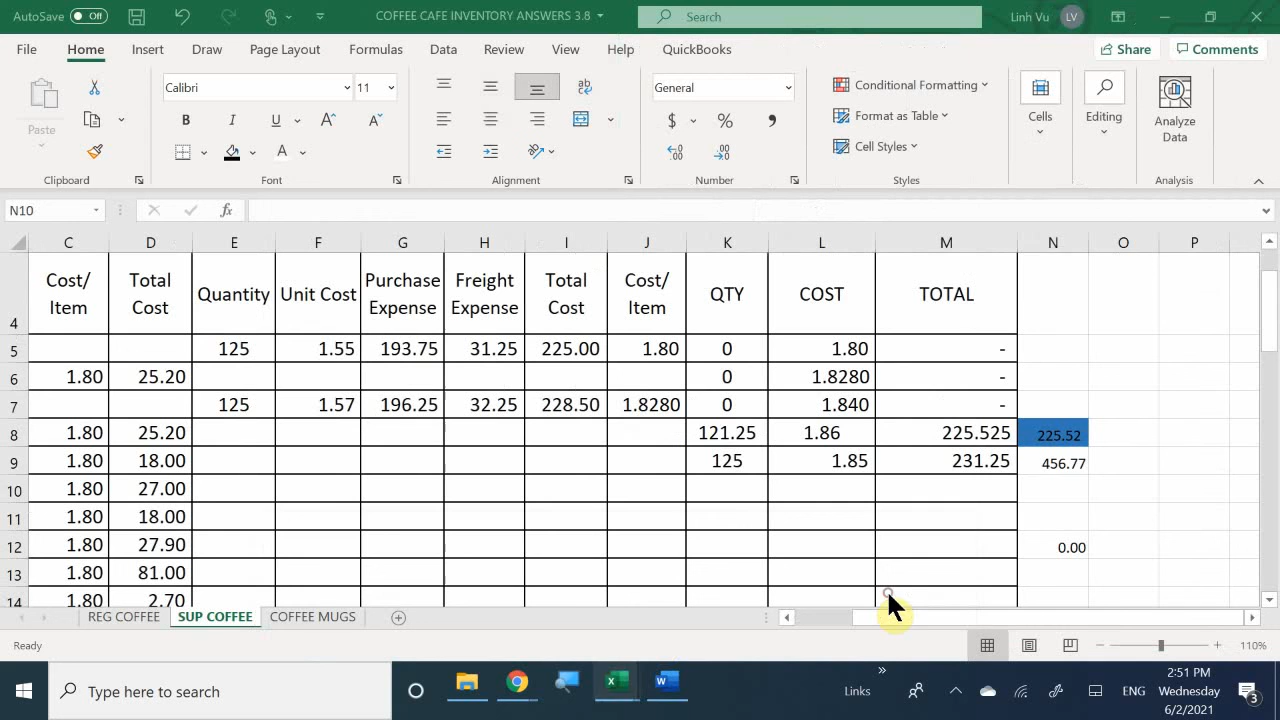 AutoSave Off COFFEE CAFE INVENTORY ANSWERS 3.8 Search Linh Vu LV
File Home Insert Draw Page Layout Formulas Data Review View Help QuickBooks Share Comments
Calibri 11 General Conditional Formatting
Paste B I U A A $ % , Format as Table Cells Editing Analyze Data
A Cell Styles
Clipboard Font Alignment Number Styles Analysis
N10 fx
C D E F G H I J K L M N O P
4 Cost/ Item Total Cost Quantity Unit Cost Purchase Expense Freight Expense Total Cost Cost/ Item QTY COST TOTAL
5 125 1.55 193.75 31.25 225.00 1.80 0 1.80 -
6 1.80 25.20 0 1.8280 -
7 125 1.57 196.25 32.25 228.50 1.8280 0 1.840 -
8 1.80 25.20 121.25 1.86 225.525 225.52
9 1.80 18.00 125 1.85 231.25 456.77
10 1.80 27.00
11 1.80 18.00
12 1.80 27.90 0.00
13 1.80 81.00
14 1.80 2.70
REG COFFEE SUP COFFEE COFFEE MUGS
Ready 110%
Type here to search Links ENG 2:51 PM Wednesday 6/2/2021 3